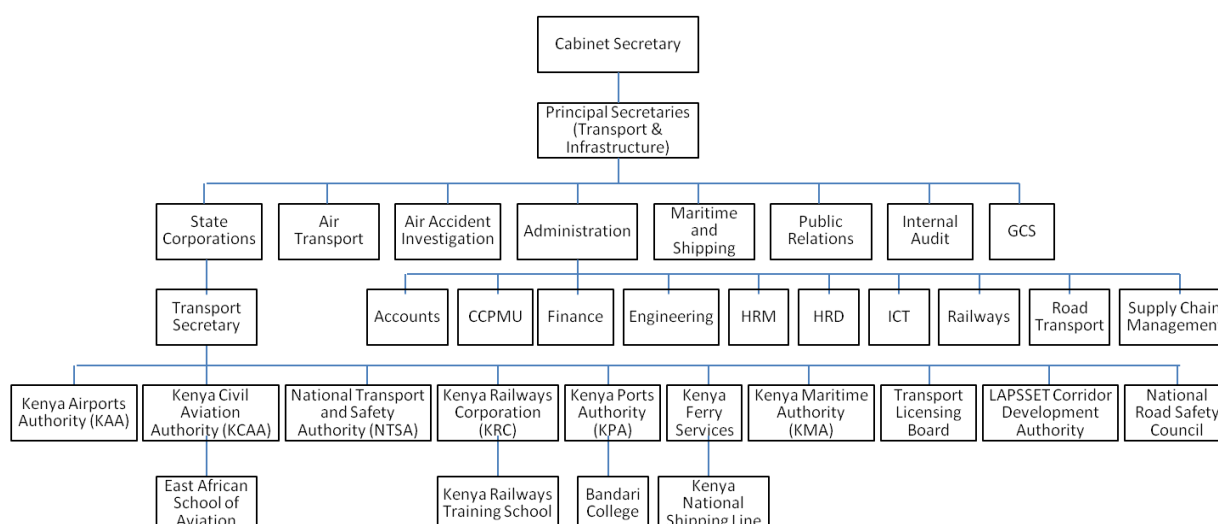 Cabinet Secretary
Principal Secretaries
(Transport &
Infrastructure)
State
Corporations
Air
Transport
Air Accident
Investigation
Administration
Maritime
and
Shipping
Public
Relations
Internal
Audit
GCS
Transport
Secretary
Accounts
CCPMU
Finance
Engineering
HRM
HRD
ICT
Railways
Road
Transport
Supply Chain
Management
Kenya Airports
Authority (KAA)
Kenya Civil
Aviation
Authority (KCAA)
National Transport
and Safety
Authority (NTSA)
Kenya Railways
Corporation
(KRC)
Kenya Ports
Authority
(KPA)
Kenya
Ferry
Services
Kenya Maritime
Authority
(KMA)
Transport
Licensing
Board
LAPSSET Corridor
Development
Authority
National
Road Safety
Council
East African
School of
Aviation
Kenya Railways
Training School
Bandari
College
Kenya
National
Shipping Line